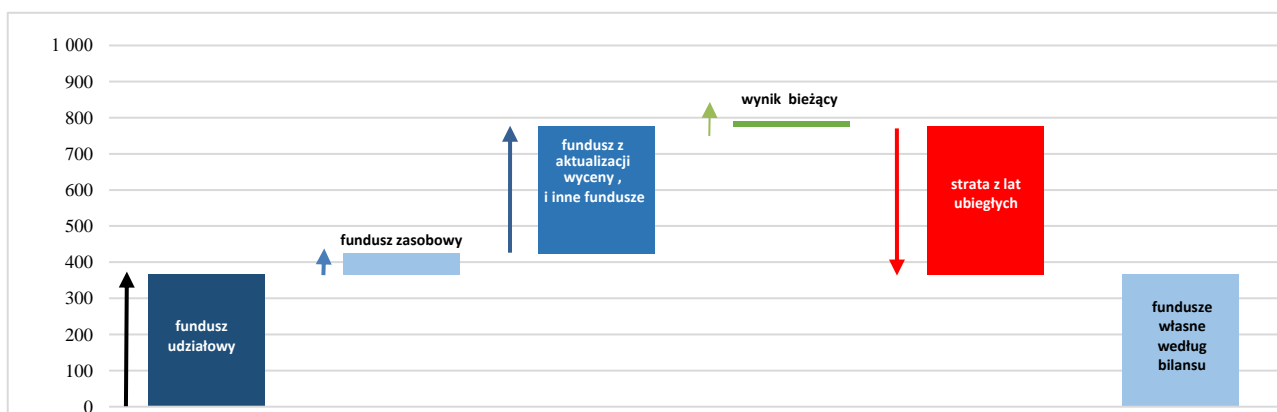 1 000
900
800
700
600
500
400
300
200
100
0
fundusz
udziałowy
fundusz zasobowy
fundusz z
aktualizacji
wyceny ,
i inne fundusze
wynik bieżący
strata z lat
ubiegłych
fundusze
własne
według
bilansu